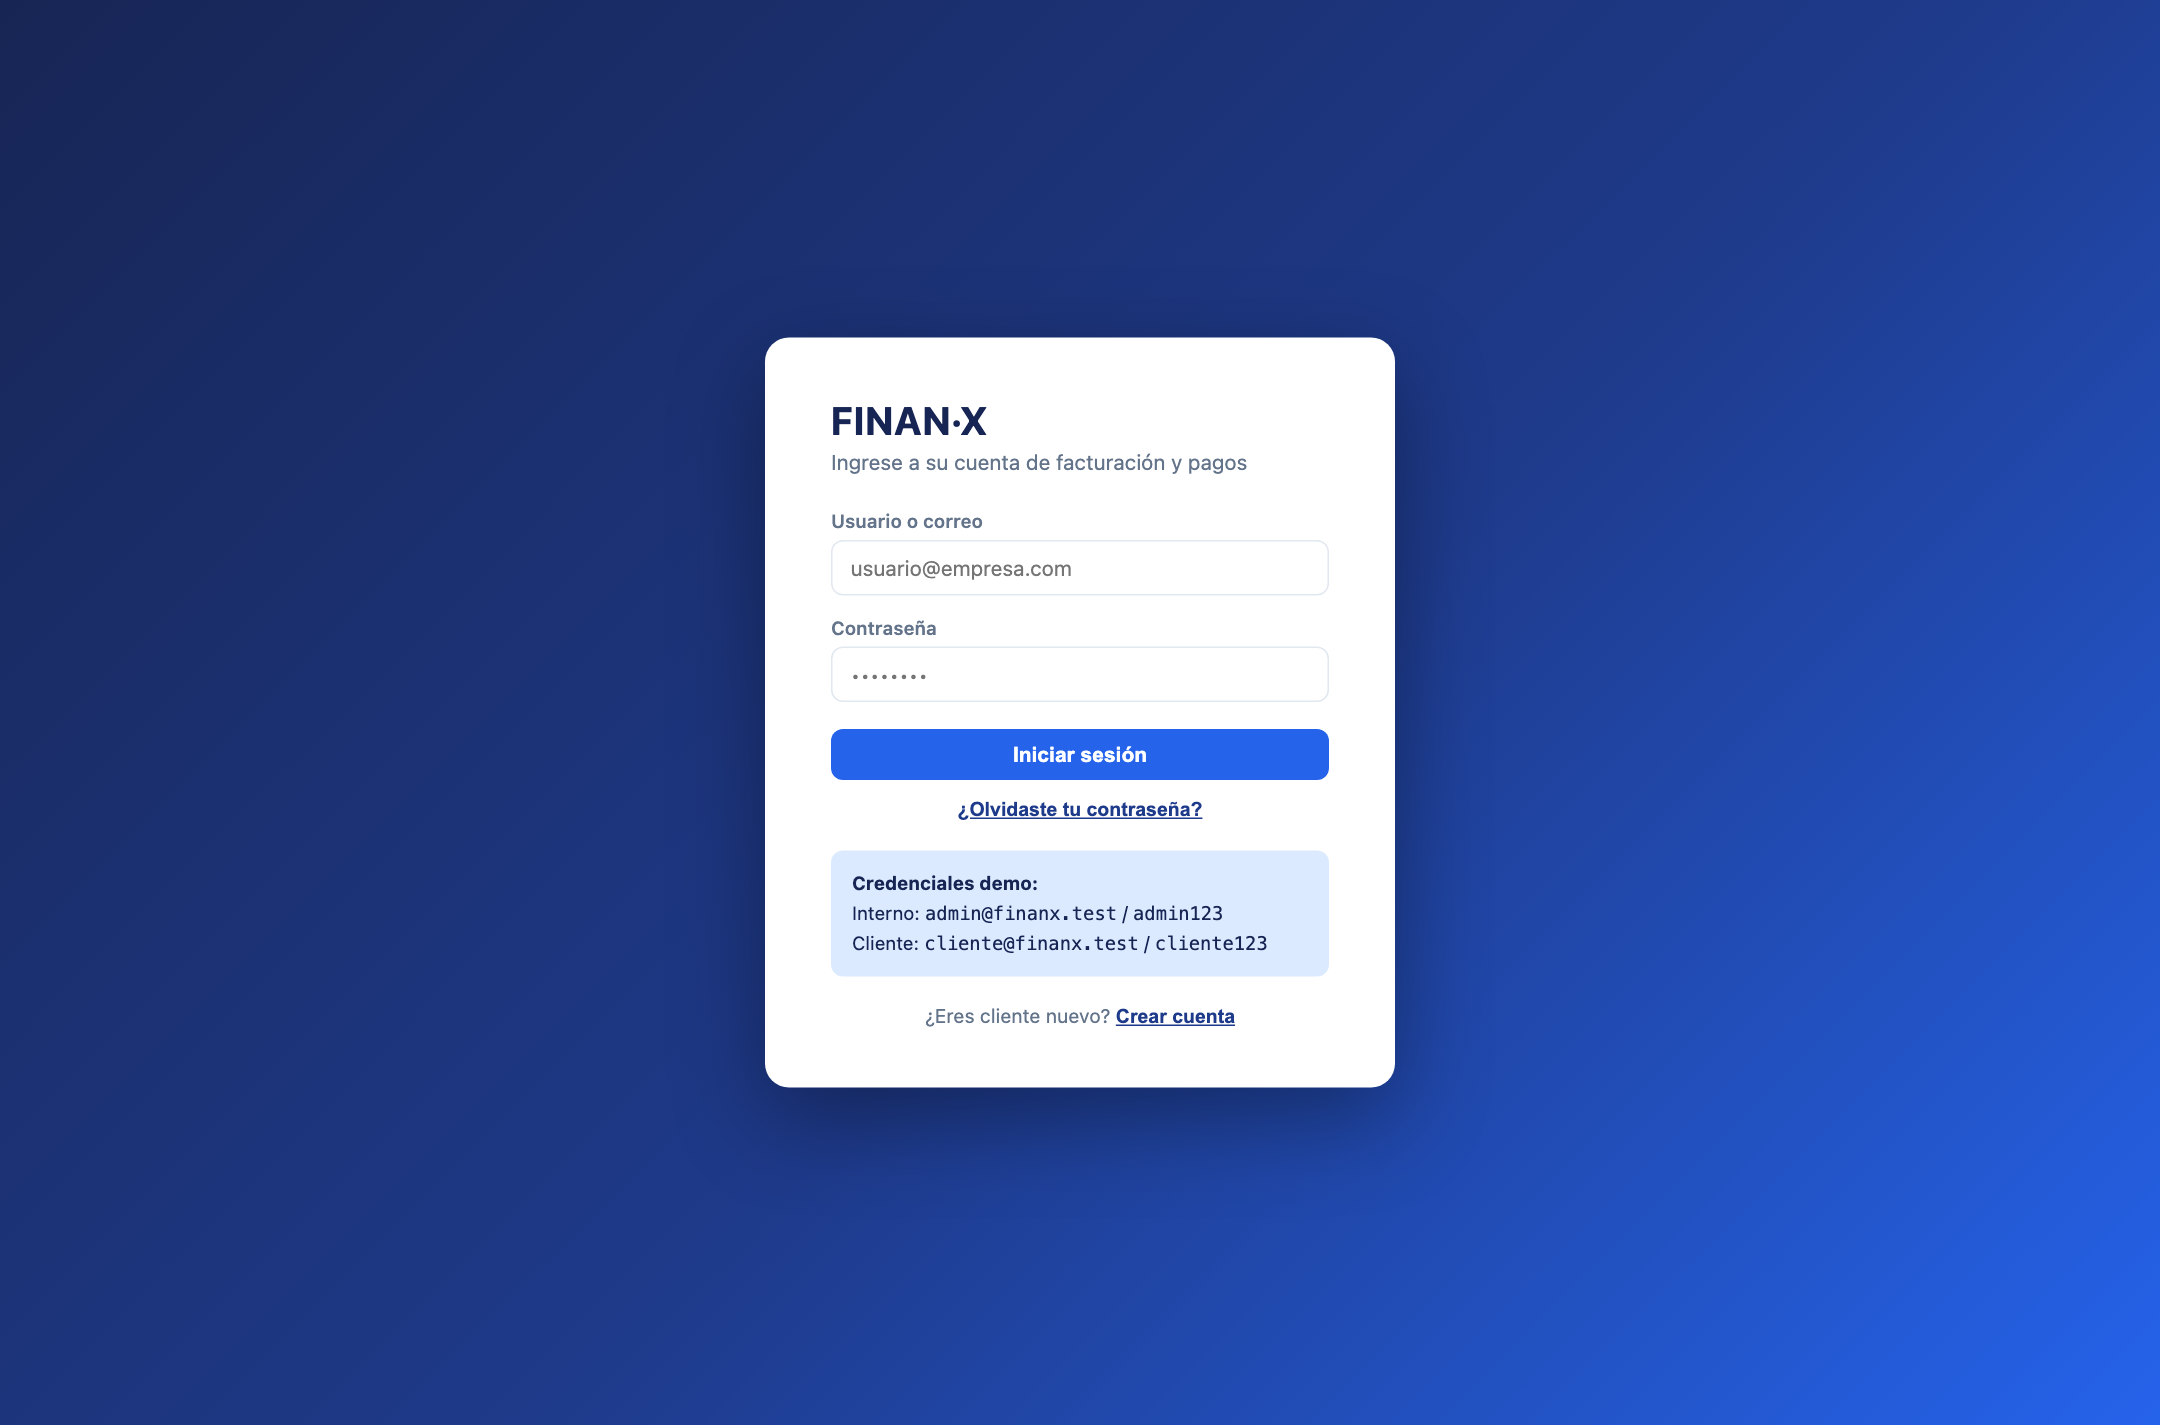 FINAN·X
Ingrese a su cuenta de facturación y pagos
Usuario o correo
usuario@empresa.com
Contraseña
••••••••
Iniciar sesión
¿Olvidaste tu contraseña?
Credenciales demo:
Interno: admin@finanx.test / admin123
Cliente: cliente@finanx.test / cliente123
¿Eres cliente nuevo? Crear cuenta